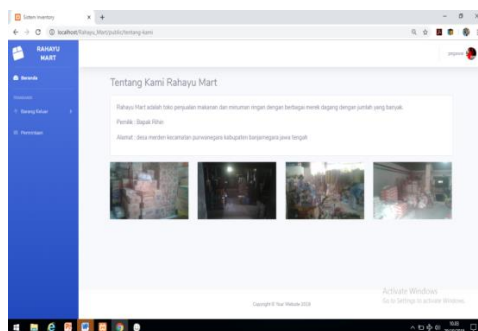 Sistem Inventory
localhost/Rahayu_Mart/public/tentang-kami
RAHAYU
MART
Beranda
Barang Keluar
Permintaan
Tentang Kami Rahayu Mart
Rahayu Mart adalah toko penjualan makanan dan minuman ringan dengan berbagai merek dagang dengan jumlah yang banyak.
Pemilik : Bapak
Alamat : desa merden kecamatan purwanegara kabupaten banjarnegara jawa tengah
Activate Windows
Go to Settings to activate Windows.
Copyright © Your Website 2019